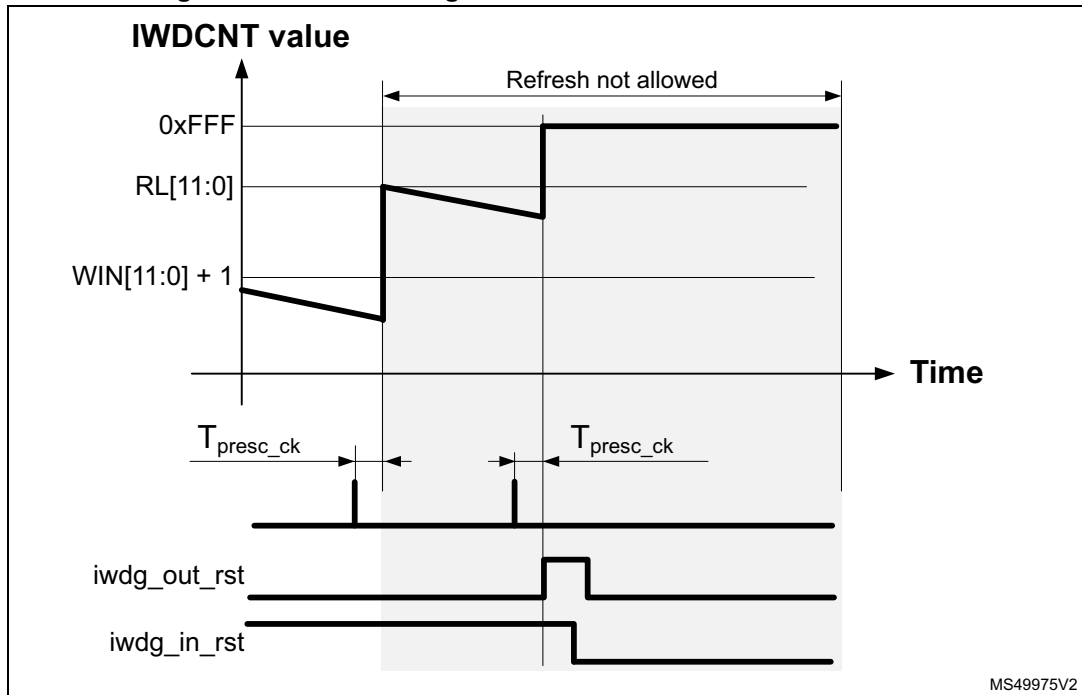 IWDCNT value
Refresh not allowed
0xFFF
RL[11:0]
WIN[11:0] + 1
Time
Tpresc_ck
Tpresc_ck
iwdg_out_rst
iwdg_in_rst
MS49975V2